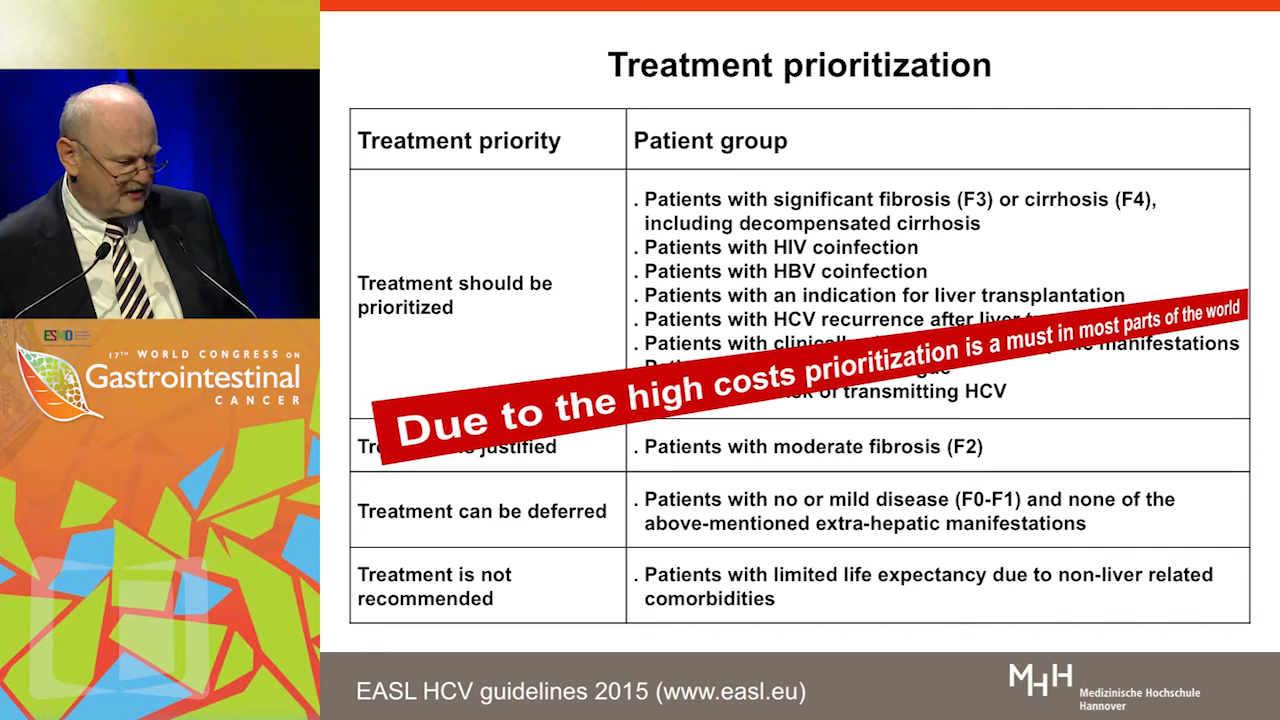 Treatment prioritization
Treatment priority
Patient group
Treatment should be
prioritized
. Patients with significant fibrosis (F3) or cirrhosis (F4),
including decompensated cirrhosis
. Patients with HIV coinfection
. Patients with HBV coinfection
. Patients with an indication for liver transplantation
. Patients with HCV recurrence after liver
. Patients with manifestations
of transmitting HCV
Due to the high costs prioritization is a must in most parts of the world
justified
. Patients with moderate fibrosis (F2)
Treatment can be deferred
. Patients with no or mild disease (F0-F1) and none of the
above-mentioned extra-hepatic manifestations
Treatment is not
recommended
. Patients with limited life expectancy due to non-liver related
comorbidities
EASL HCV guidelines 2015 (www.easl.eu)
MHH
Medizinische Hochschule
Hannover
ESMO
17TH WORLD CONGRESS ON
Gastrointestinal
CANCER